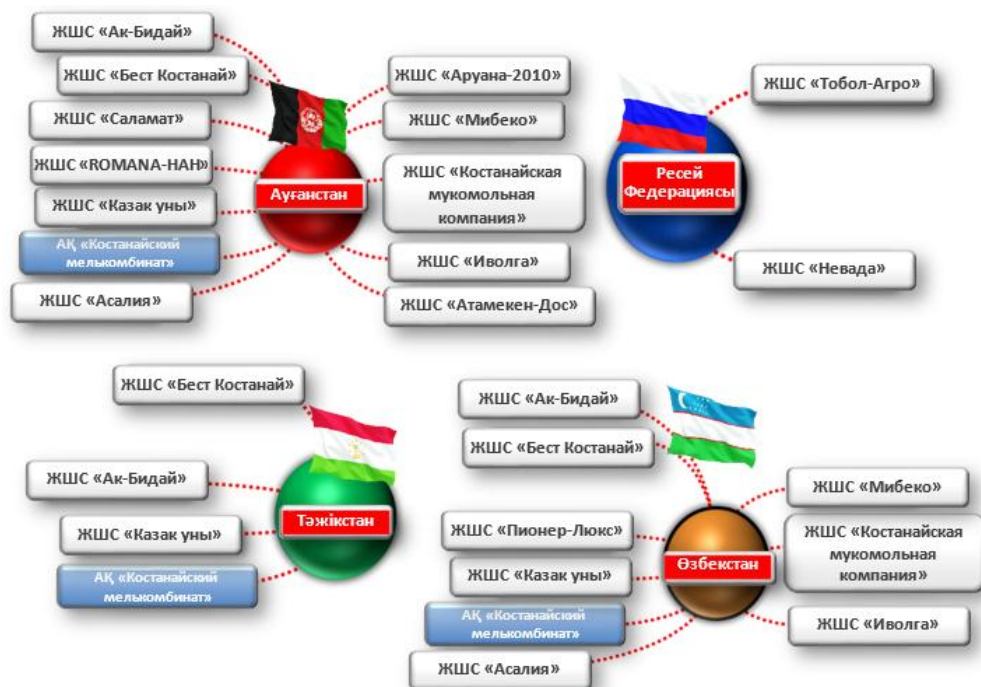 ЖШС «Ак-Бидай»
ЖШС «Бест Костанай»
ЖШС «Саламат»
ЖШС «ROMANA-НАН»
ЖШС «Казак уны»
АҚ «Костанайский
мелькомбинат»
ЖШС «Асалия»
Ауғанстан
ЖШС «Аруана-2010»
ЖШС «Мибеко»
ЖШС «Костанайская
мукомольная
компания»
ЖШС «Иволга»
ЖШС «Атамекен-Дос»
Ресей
Федерациясы
ЖШС «Тобол-Агро»
ЖШС «Невада»
ЖШС «Бест Костанай»
ЖШС «Ак-Бидай»
ЖШС «Казак уны»
АҚ «Костанайский
мелькомбинат»
Тәжікстан
ЖШС «Ак-Бидай»
ЖШС «Бест Костанай»
ЖШС «Пионер-Люкс»
ЖШС «Казак уны»
АҚ «Костанайский
мелькомбинат»
ЖШС «Асалия»
Өзбекстан
ЖШС «Мибеко»
ЖШС «Костанайская
мукомольная
компания»
ЖШС «Иволга»